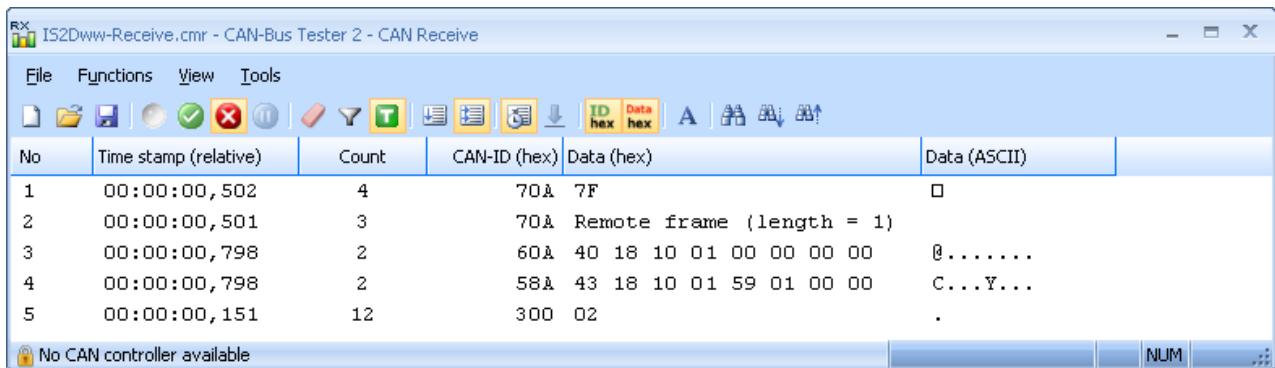 RX IS2Dww-Receive.cmr - CAN-Bus Tester 2 - CAN Receive
File Functions View Tools
T ID hex Data hex A
No Time stamp (relative) Count CAN-ID (hex) Data (hex) Data (ASCII)
1 00:00:00,502 4 70A 7F □
2 00:00:00,501 3 70A Remote frame (length = 1)
3 00:00:00,798 2 60A 40 18 10 01 00 00 00 00 @.......
4 00:00:00,798 2 58A 43 18 10 01 59 01 00 00 C...Y...
5 00:00:00,151 12 300 02 .
No CAN controller available NUM